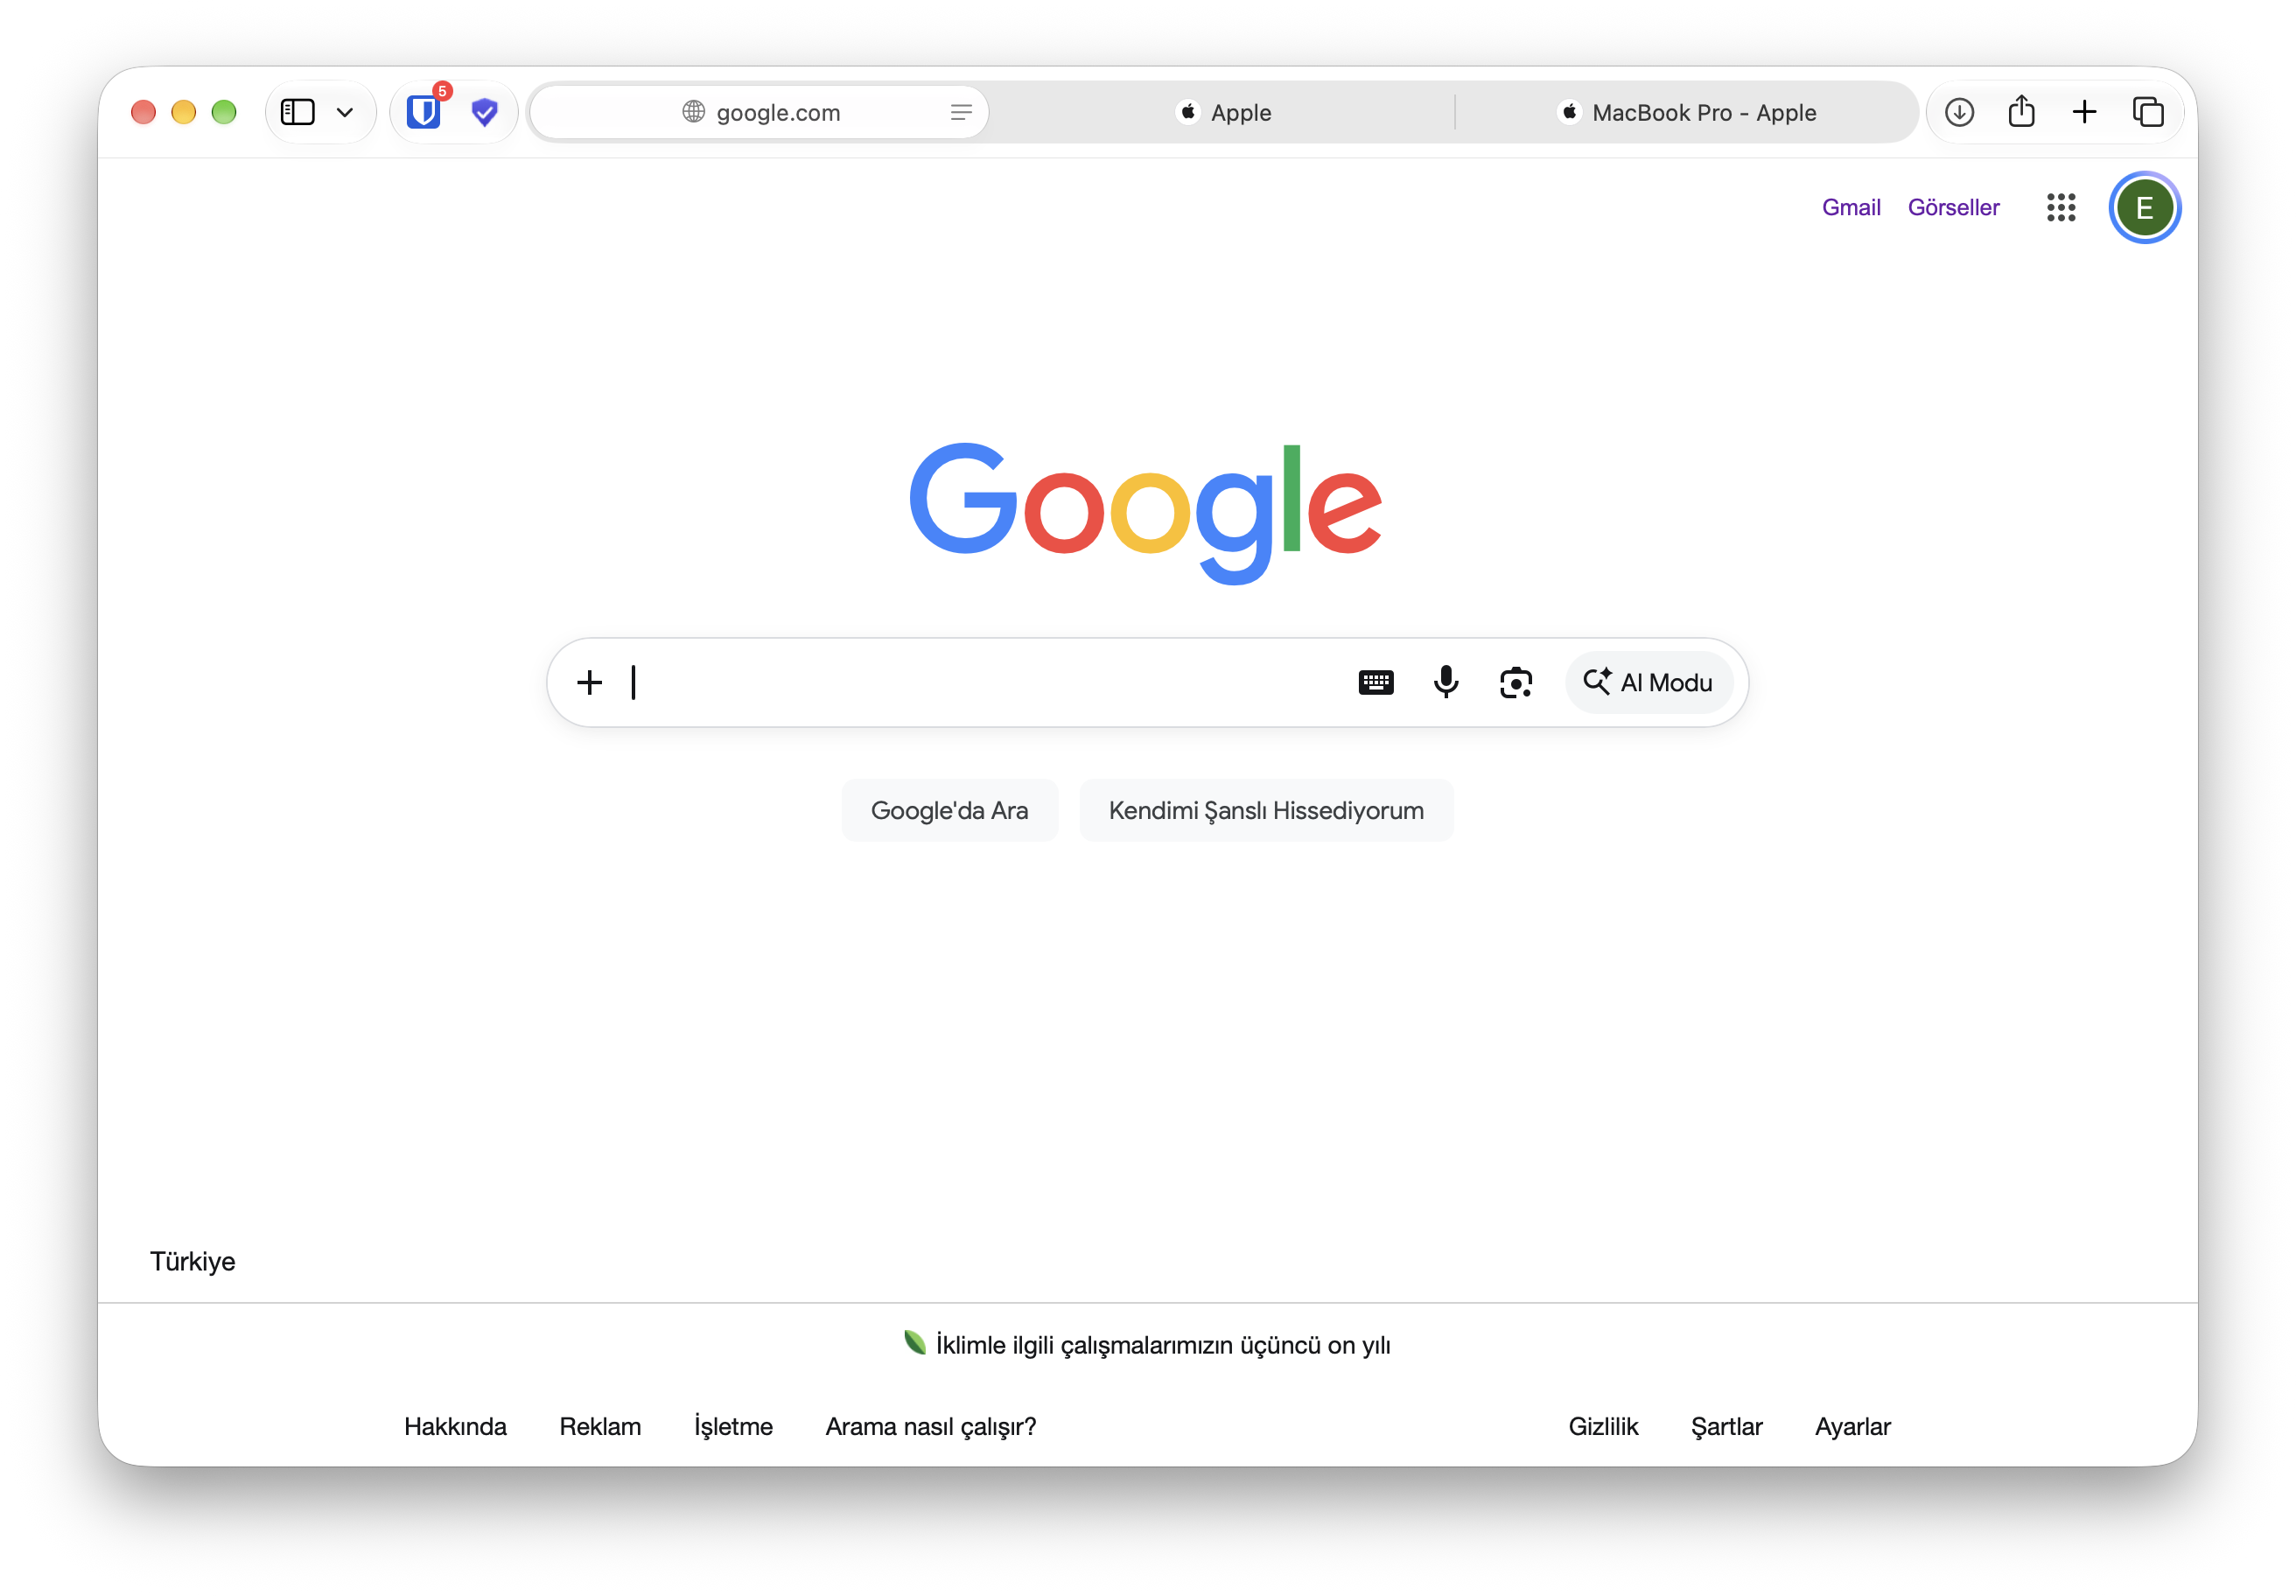 5
google.com
Apple
MacBook Pro - Apple
Gmail Görseller
E
Google
AI Modu
Google'da Ara
Kendimi Şanslı Hissediyorum
Türkiye
İklimle ilgili çalışmalarımızın üçüncü on yılı
Hakkında Reklam İşletme Arama nasıl çalışır? Gizlilik Şartlar Ayarlar